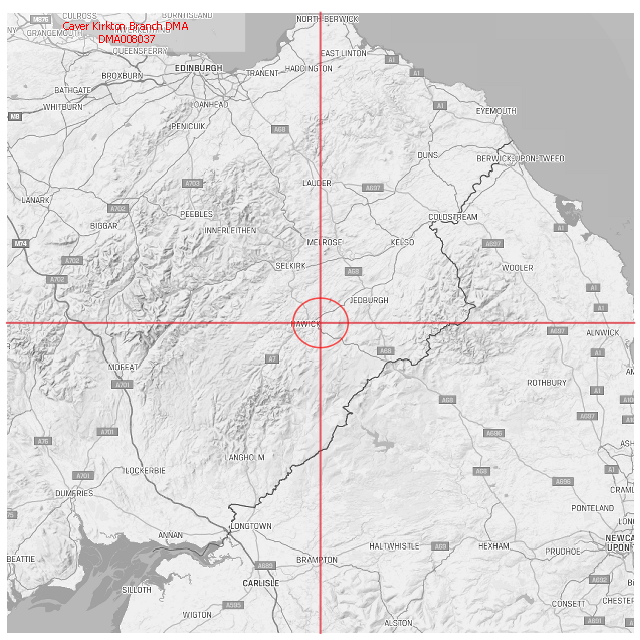 NORTH BERWICK
M876
CULROSS
BURNTISLAND
Caver Kirkton Branch DMA
GRANGEMOUTH
DMA008037
QUEENSFERRY
EAST LINTON
A1
EDINBURGH
HADDINGTON
TRANENT
A1
BROXBURN
BATHGATE
WHITBURN
LOANHEAD
A1
EYEMOUTH
M8
PENICUIK
A68
DUNS
BERWICK-UPON-TWEED
A703
LAUDER
A697
LANARK
A702
PEEBLES
COLDSTREAM
BIGGAR
INNERLEITHEN
A1
M74
MELROSE
KELSO
A697
A702
SELKIRK
A68
WOOLER
A702
A1
JEDBURGH
A1
HAWICK
A697
ALNWICK
A68
A1
A7
MOFFAT
A701
ROTHBURY
A1
A68
A697
A701
A696
A76
ASH
LANGHOLM
LOCKERBIE
A68
A1
A701
A696
DUMFRIES
CRAML
PONTELAND
LONGTOWN
ANNAN
NEWCA
UPON
HALTWHISTLE
A68
HEXHAM
PRUDHOE
BEATTIE
BRAMPTON
A689
CARLISLE
A692
SILLOTH
A595
CONSETT
CHESTER
WIGTON
ALSTON
A691